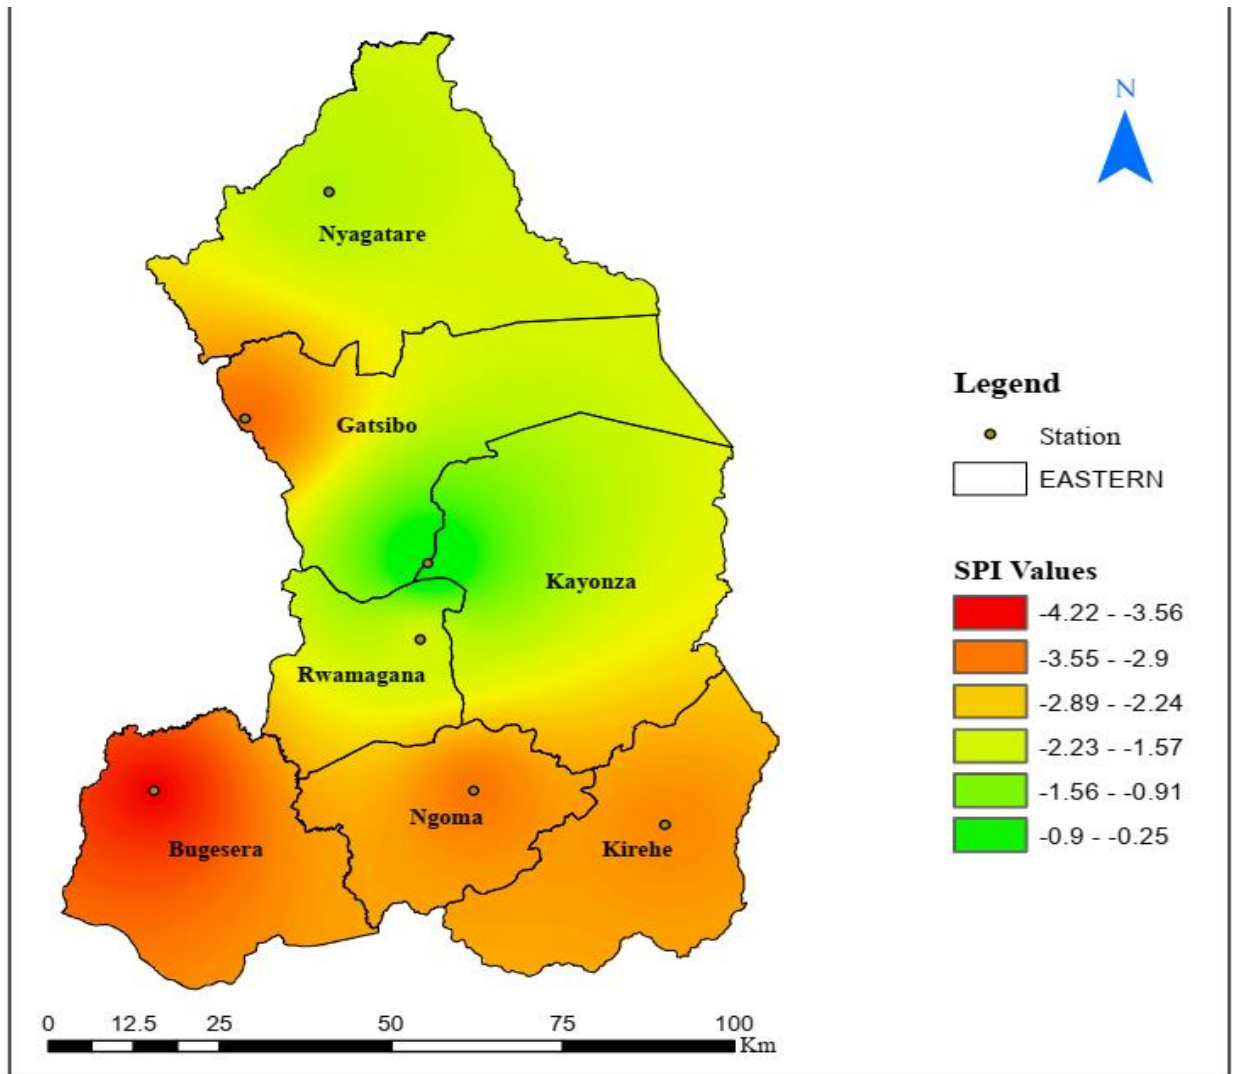 N
Nyagatare
Gatsibo
Kayonza
Rwamagana
Ngoma
Bugesera
Kirehe
Legend
Station
EASTERN
SPI Values
-4.22 - -3.56
-3.55 - -2.9
-2.89 - -2.24
-2.23 - -1.57
-1.56 - -0.91
-0.9 - -0.25
0 12.5 25 50 75 100
Km